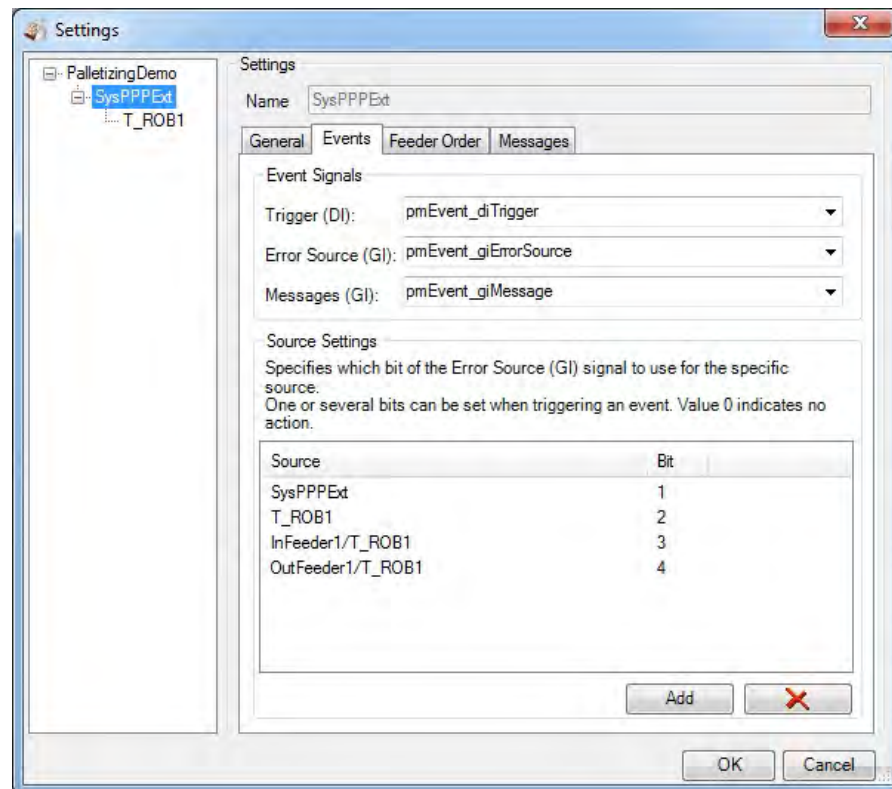 Settings
PalletizingDemo
SysPPPExt
T_ROB1
Settings
Name SysPPPExt
General Events Feeder Order Messages
Event Signals
Trigger (DI): pmEvent_diTrigger
Error Source (GI): pmEvent_giErrorSource
Messages (GI): pmEvent_giMessage
Source Settings
Specifies which bit of the Error Source (GI) signal to use for the specific
source.
One or several bits can be set when triggering an event. Value 0 indicates no
action.
Source Bit
SysPPPExt 1
T_ROB1 2
InFeeder1/T_ROB1 3
OutFeeder1/T_ROB1 4
Add
OK Cancel